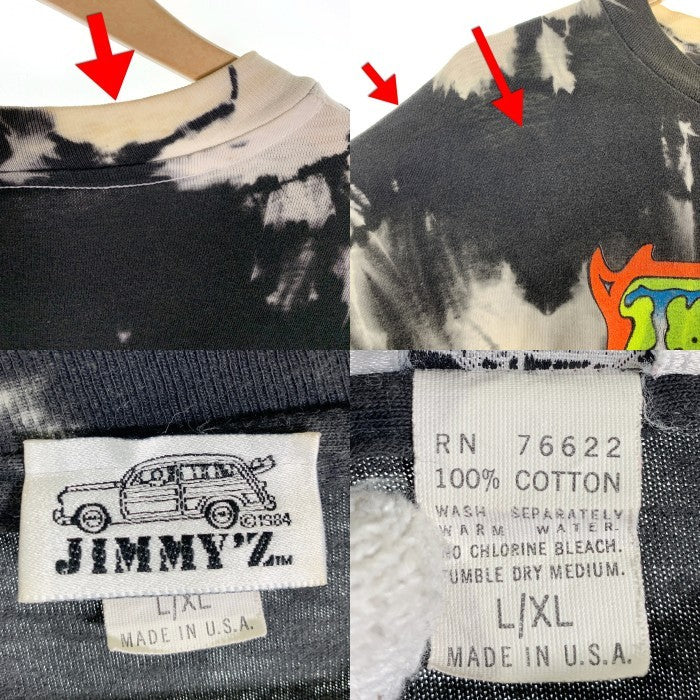 ©1984
JIMMY'Z™
L/XL
MADE IN U.S.A.
RN 76622
100% COTTON
WASH SEPARATELY
WARM WATER.
NO CHLORINE BLEACH.
TUMBLE DRY MEDIUM.
L/XL
MADE IN U.S.A.